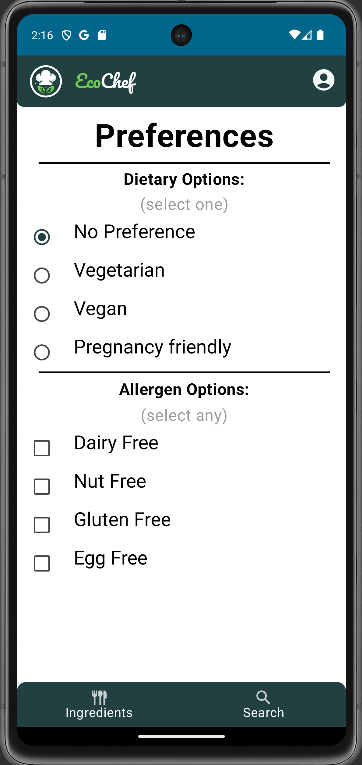 2:16
EcoChef
Preferences
Dietary Options:
(select one)
No Preference
Vegetarian
Vegan
Pregnancy friendly
Allergen Options:
(select any)
Dairy Free
Nut Free
Gluten Free
Egg Free
Ingredients
Search